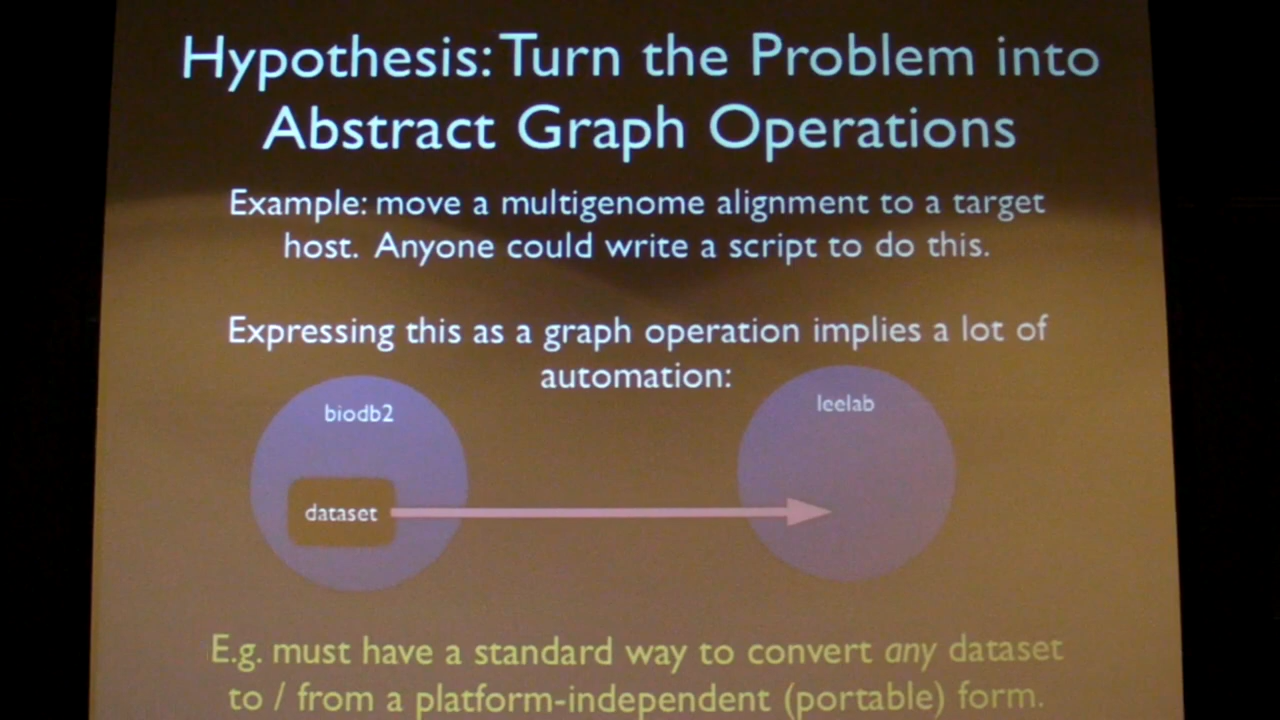 Hypothesis: Turn the Problem into
Abstract Graph Operations
Example: move a multigenome alignment to a target
host. Anyone could write a script to do this.
Expressing this as a graph operation implies a lot of
automation:
biodb2
leelab
dataset
E.g. must have a standard way to convert any dataset
to / from a platform-independent (portable) form.